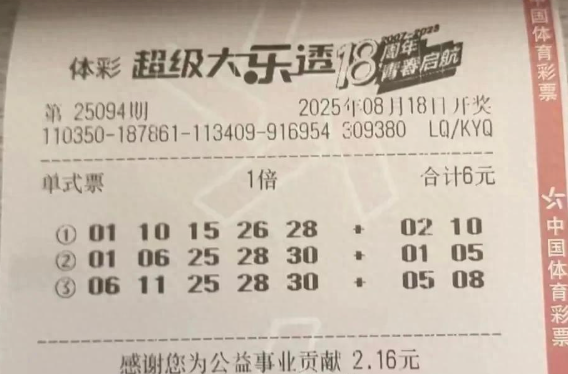 体彩 超级大乐透 18周年 2007-2025 青春启航
第 25094期 2025年08月18日开奖
110350-187861-113409-916954 309380 LQ/KYQ
单式票 1倍 合计6元
① 01 10 15 26 28 + 02 10
② 01 06 25 28 30 + 01 05
③ 06 11 25 28 30 + 05 08
感谢您为公益事业贡献 2.16元
中国体育彩票
中国体育彩票